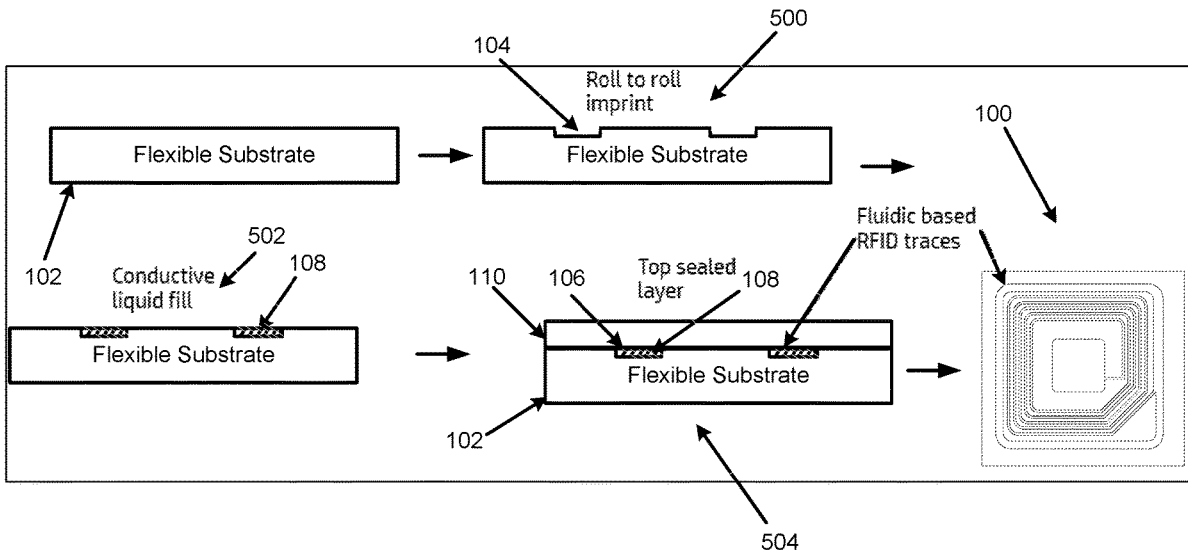 500
104
Roll to roll
imprint
100
Flexible Substrate
Flexible Substrate
Fluidic based
RFID traces
102
502
108
Conductive
liquid fill
110
106
Top sealed
layer
108
Flexible Substrate
Flexible Substrate
102
504